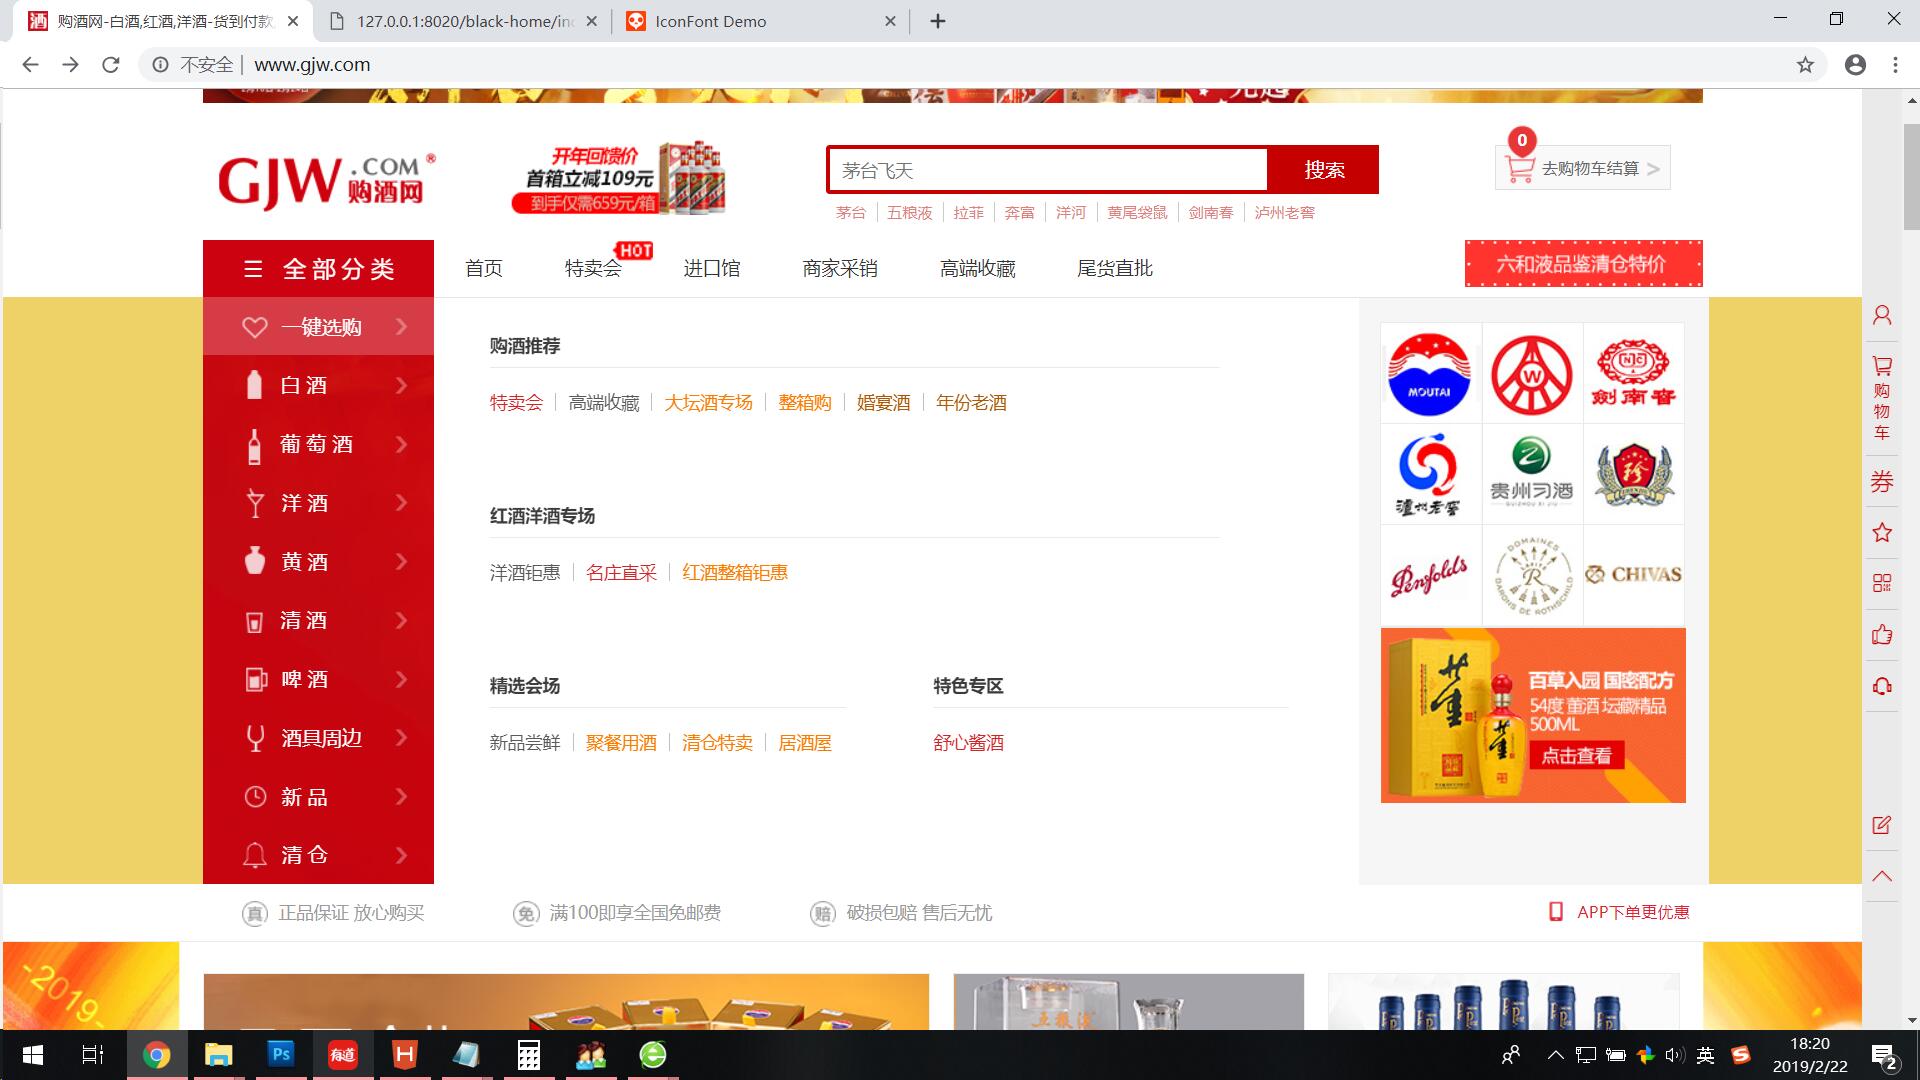 购酒网-白酒,红酒,洋酒-货到付款
127.0.0.1:8020/black-home/in
IconFont Demo
不安全
www.gjw.com
GJW.COM®
购酒网
开年回馈价
首箱立减109元
到手仅需659元/箱
茅台飞天
搜索
0
去购物车结算 >
茅台
五粮液
拉菲
奔富
洋河
黄尾袋鼠
剑南春
泸州老窖
全部分类
首页
特卖会
HOT
进口馆
商家采销
高端收藏
尾货直批
六和液品鉴清仓特价
一键选购
白酒
葡萄酒
洋酒
黄酒
清酒
啤酒
酒具周边
新品
清仓
购酒推荐
特卖会
高端收藏
大坛酒专场
整箱购
婚宴酒
年份老酒
红酒洋酒专场
洋酒钜惠
名庄直采
红酒整箱钜惠
精选会场
新品尝鲜
聚餐用酒
清仓特卖
居酒屋
特色专区
舒心酱酒
MOUTAI
W
NJC
劍南春
泸州老窖
贵州习酒
GUIZHOU XI JIU
珍
Penfolds
DOMAINES
R
BARONS DE ROTHSCHILD
CHIVAS
百草入园 国密配方
54度 董酒 坛藏精品
500ML
点击查看
董
董
购
物
车
券
真 正品保证 放心购买
免 满100即享全国免邮费
赔 破损包赔 售后无忧
APP下单更优惠
-2019-
五粮液
Ps
有道
H
英
18:20
2019/2/22
2